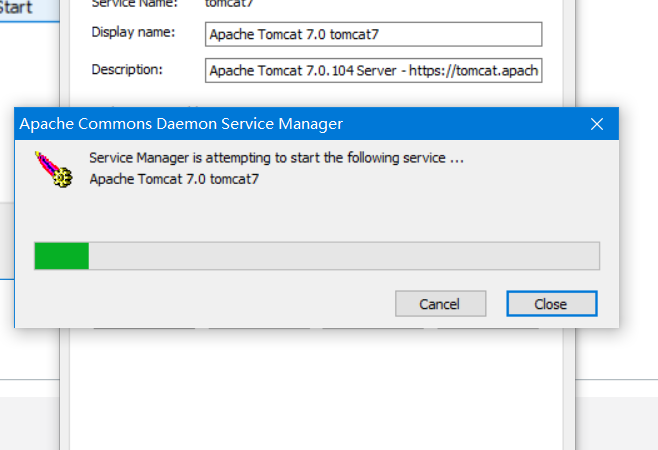 Start
Service Name: tomcat7
Display name: Apache Tomcat 7.0 tomcat7
Description: Apache Tomcat 7.0.104 Server - https://tomcat.apach
Apache Commons Daemon Service Manager
Service Manager is attempting to start the following service ...
Apache Tomcat 7.0 tomcat7
Cancel Close